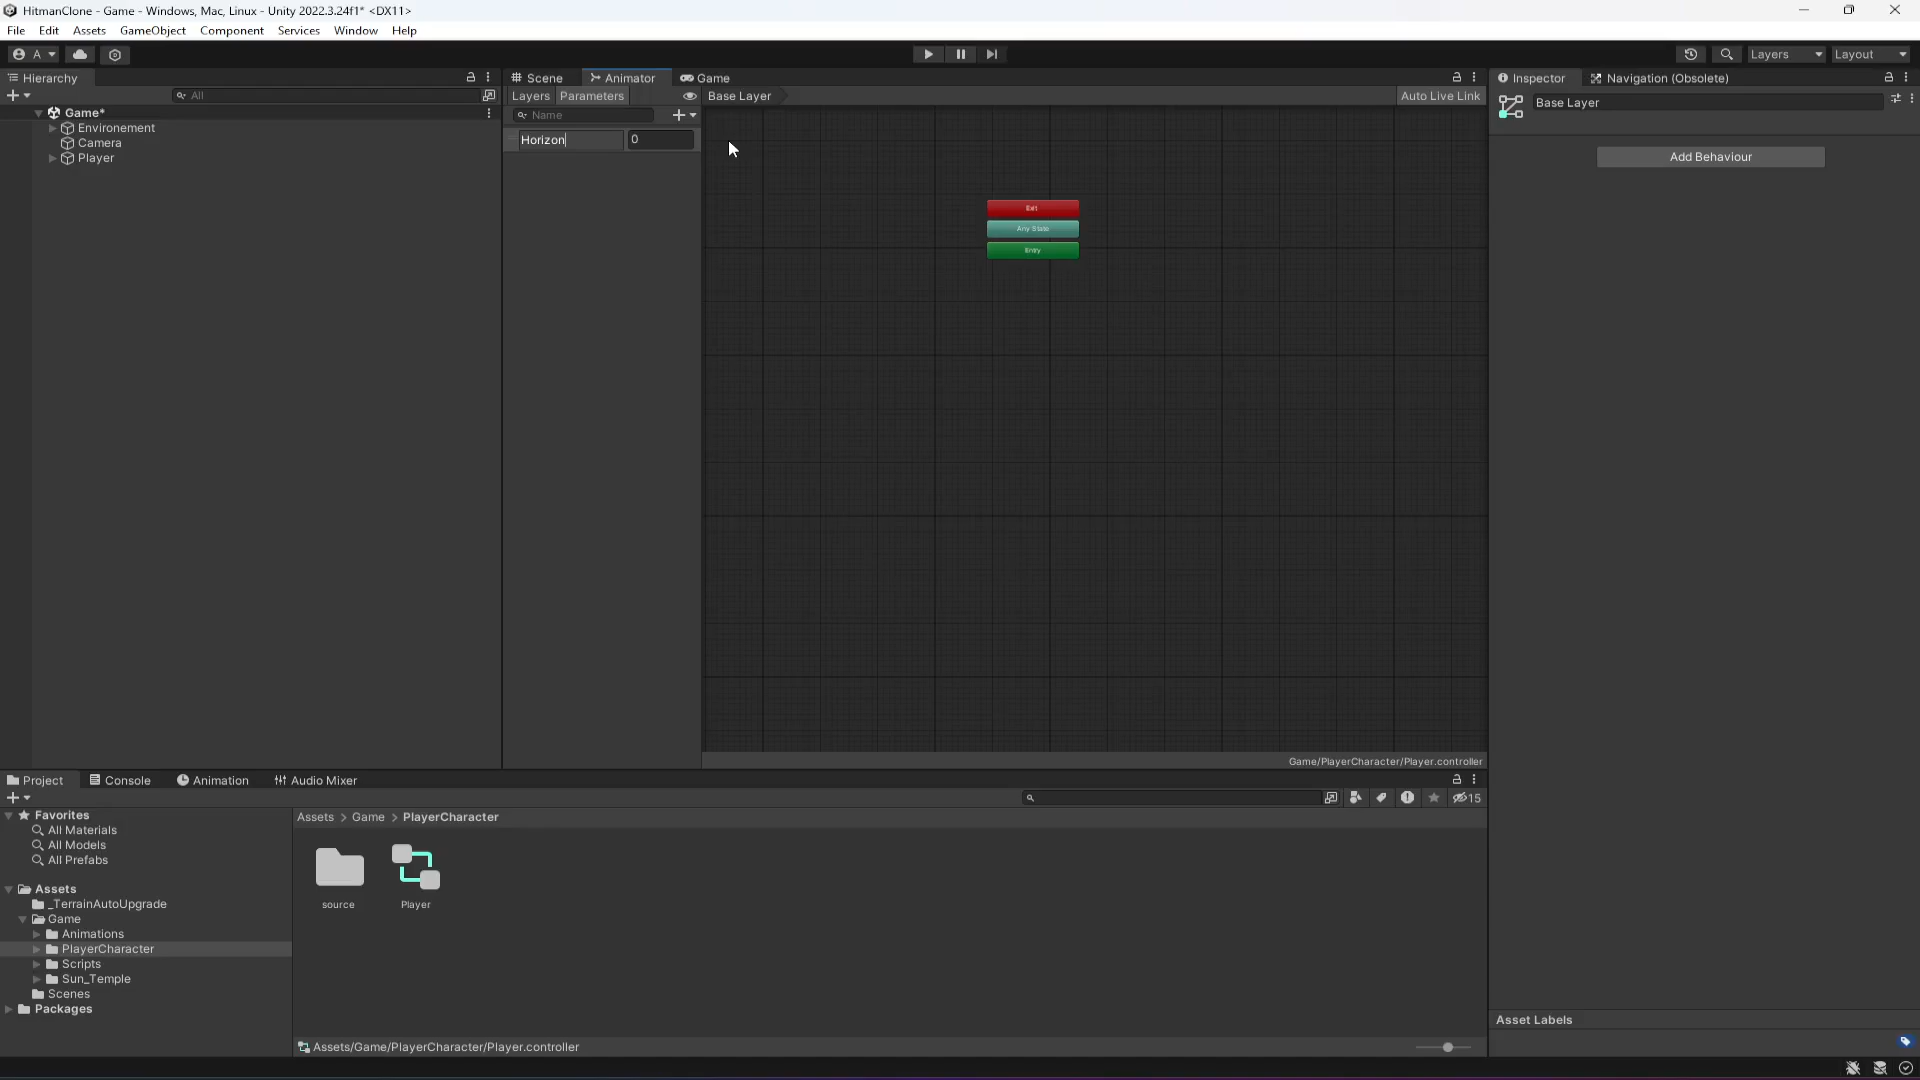 HitmanClone - Game - Windows, Mac, Linux - Unity 2022.3.24f1* <DX11>
File Edit Assets GameObject Component Services Window Help
A Layers Layout
Hierarchy
All
Game*
Environement
Camera
Player
Scene Animator Game
Layers Parameters Base Layer Auto Live Link
Name
Horizon 0
Exit
Any State
Entry
Game/PlayerCharacter/Player.controller
Inspector Navigation (Obsolete)
Base Layer
Add Behaviour
Asset Labels
Project Console Animation Audio Mixer
15
Favorites
All Materials
All Models
All Prefabs
Assets
_TerrainAutoUpgrade
Game
Animations
PlayerCharacter
Scripts
Sun_Temple
Scenes
Packages
Assets > Game > PlayerCharacter
source Player
Assets/Game/PlayerCharacter/Player.controller